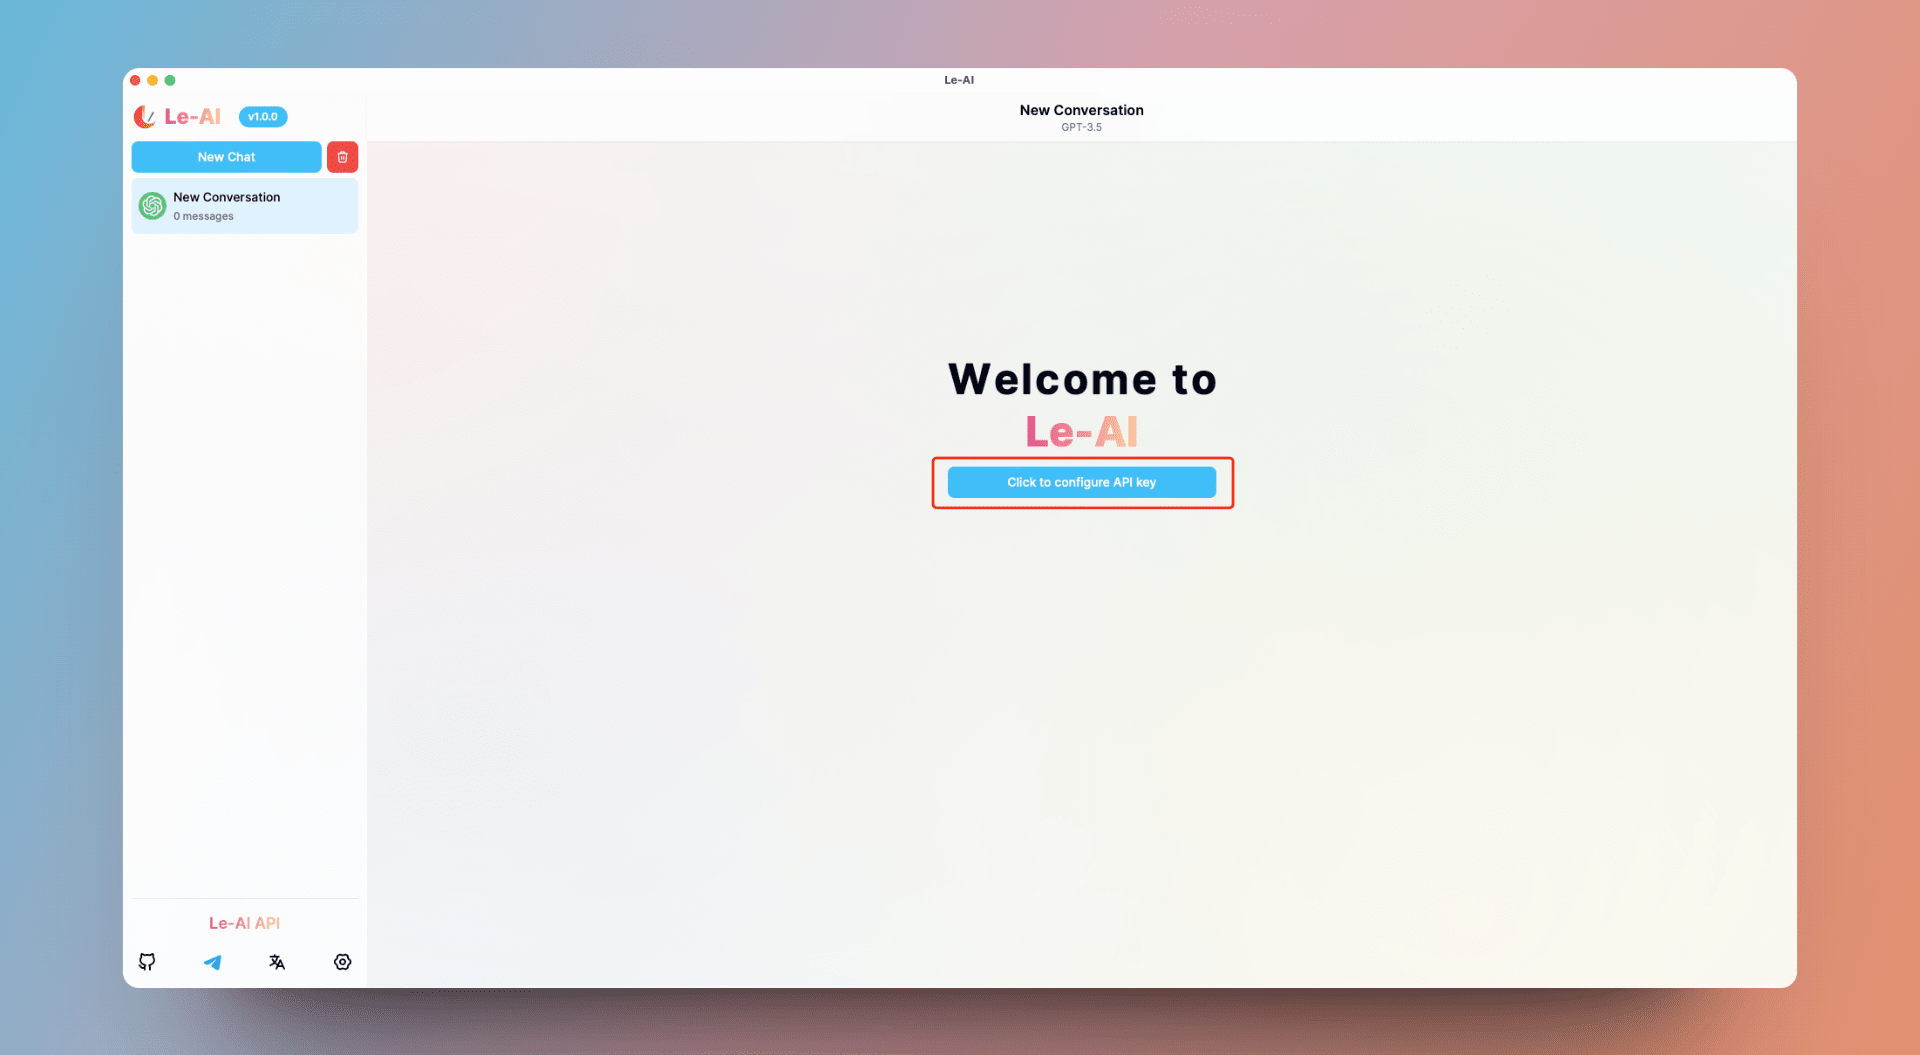 Le-AI
Le-AI v1.0.0
New Chat
New Conversation
0 messages
Le-AI API
New Conversation
GPT-3.5
Welcome to
Le-AI
Click to configure API key